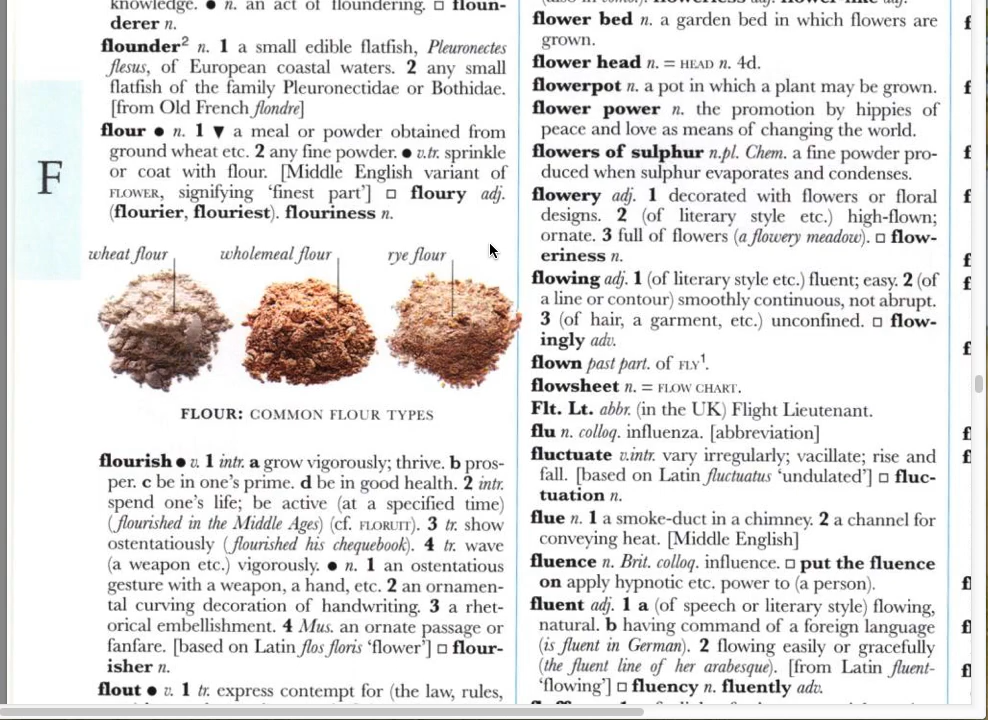 knowledge. ● n. an act of floundering. □ floun-
derer n.
flounder² n. 1 a small edible flatfish, Pleuronectes
flesus, of European coastal waters. 2 any small
flatfish of the family Pleuronectidae or Bothidae.
[from Old French flondre]
flour ● n. 1 ▼ a meal or powder obtained from
ground wheat etc. 2 any fine powder. ● v.tr. sprinkle
or coat with flour. [Middle English variant of
FLOWER, signifying ‘finest part’] □ floury adj.
(flourier, flouriest). flouriness n.
F
wheat flour
wholemeal flour
rye flour
FLOUR: COMMON FLOUR TYPES
flourish ● v. 1 intr. a grow vigorously; thrive. b pros-
per. c be in one’s prime. d be in good health. 2 intr.
spend one’s life; be active (at a specified time)
(flourished in the Middle Ages) (cf. FLORUIT). 3 tr. show
ostentatiously (flourished his chequebook). 4 tr. wave
(a weapon etc.) vigorously. ● n. 1 an ostentatious
gesture with a weapon, a hand, etc. 2 an ornamen-
tal curving decoration of handwriting. 3 a rhet-
orical embellishment. 4 Mus. an ornate passage or
fanfare. [based on Latin flos floris ‘flower’] □ flour-
isher n.
flout ● v. 1 tr. express contempt for (the law, rules,
flower bed n. a garden bed in which flowers are
grown.
flower head n. = HEAD n. 4d.
flowerpot n. a pot in which a plant may be grown.
flower power n. the promotion by hippies of
peace and love as means of changing the world.
flowers of sulphur n.pl. Chem. a fine powder pro-
duced when sulphur evaporates and condenses.
flowery adj. 1 decorated with flowers or floral
designs. 2 (of literary style etc.) high-flown;
ornate. 3 full of flowers (a flowery meadow). □ flow-
eriness n.
flowing adj. 1 (of literary style etc.) fluent; easy. 2 (of
a line or contour) smoothly continuous, not abrupt.
3 (of hair, a garment, etc.) unconfined. □ flow-
ingly adv.
flown past part. of FLY¹.
flowsheet n. = FLOW CHART.
Flt. Lt. abbr. (in the UK) Flight Lieutenant.
flu n. colloq. influenza. [abbreviation]
fluctuate v.intr. vary irregularly; vacillate; rise and
fall. [based on Latin fluctuatus ‘undulated’] □ fluc-
tuation n.
flue n. 1 a smoke-duct in a chimney. 2 a channel for
conveying heat. [Middle English]
fluence n. Brit. colloq. influence. □ put the fluence
on apply hypnotic etc. power to (a person).
fluent adj. 1 a (of speech or literary style) flowing,
natural. b having command of a foreign language
(is fluent in German). 2 flowing easily or gracefully
(the fluent line of her arabesque). [from Latin fluent-
‘flowing’] □ fluency n. fluently adv.